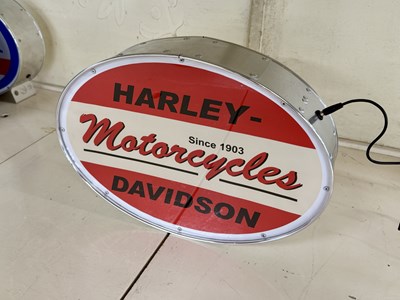 HARLEY-
Since 1903
Motorcycles
DAVIDSON